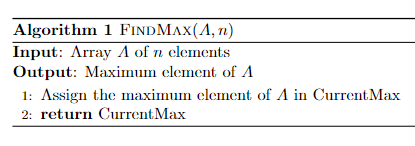 Algorithm 1 FINDMAX(A, n)
Input: Array A of n elements
Output: Maximum element of A
1: Assign the maximum element of A in CurrentMax
2: return CurrentMax